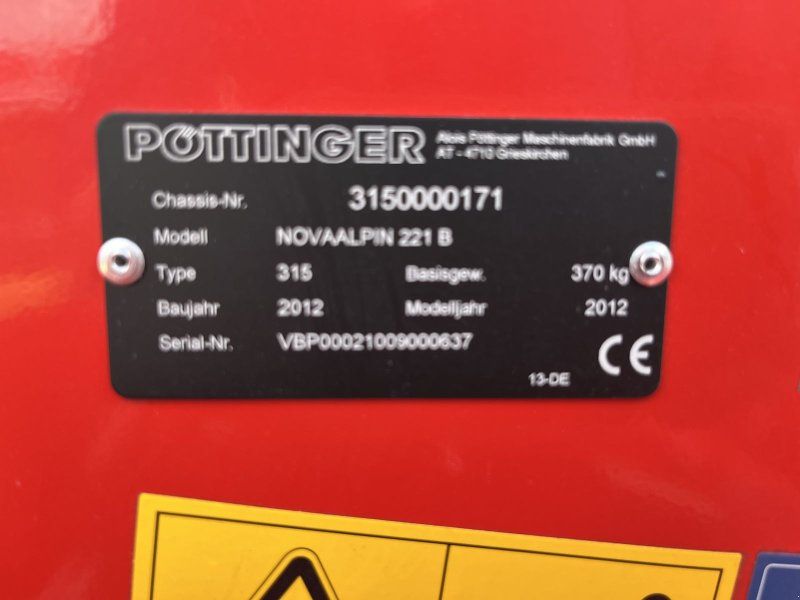 PÖTTINGER
Alois Pöttinger Maschinenfabrik GmbH
AT - 4710 Grieskirchen
Chassis-Nr. 3150000171
Modell NOVAALPIN 221 B
Type 315 Basisgew. 370 kg
Baujahr 2012 Modelljahr 2012
Serial-Nr. VBP00021009000637
CE
13-DE